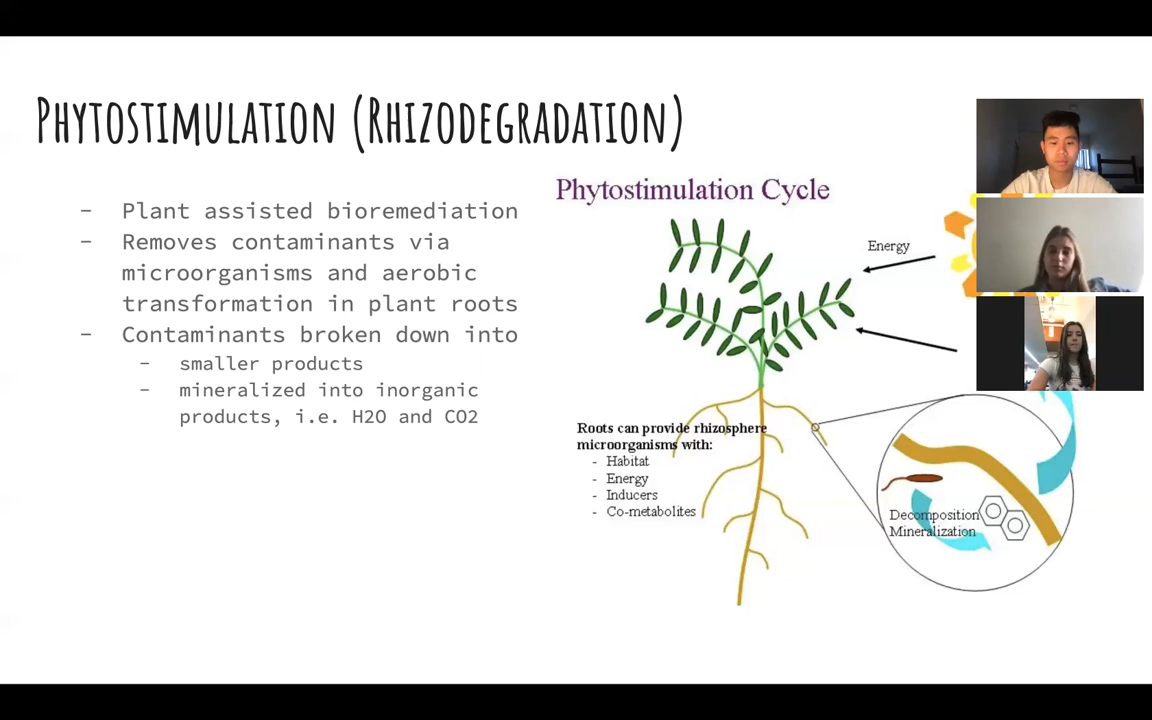 Phytostimulation (Rhizodegradation)
- Plant assisted bioremediation
- Removes contaminants via
microorganisms and aerobic
transformation in plant roots
- Contaminants broken down into
- smaller products
- mineralized into inorganic
products, i.e. H2O and CO2
Phytostimulation Cycle
Energy
Roots can provide rhizosphere
microorganisms with:
- Habitat
- Energy
- Inducers
- Co-metabolites
Decomposition
Mineralization